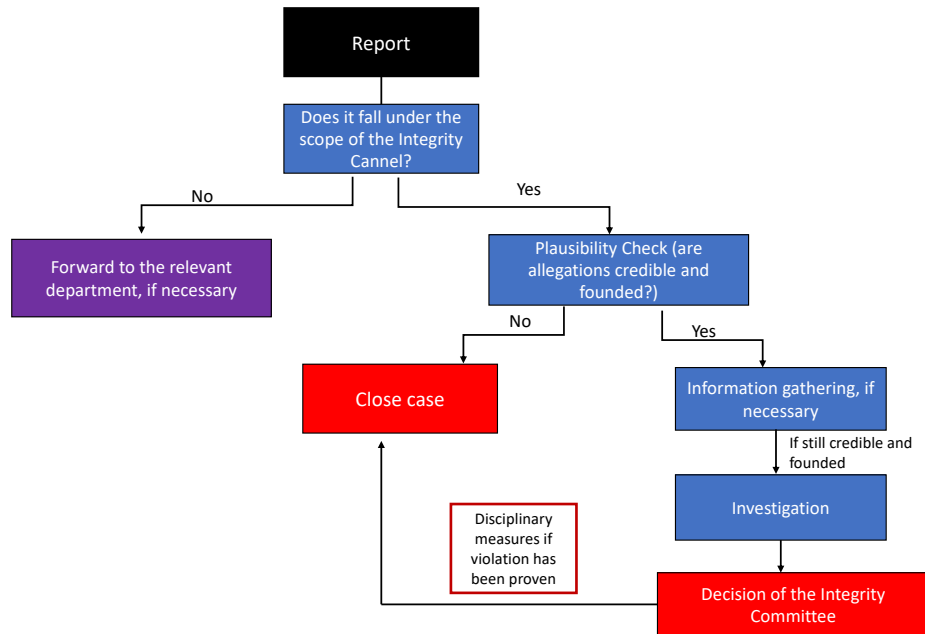 Report
Does it fall under the
scope of the Integrity
Cannel?
No
Yes
Forward to the relevant
department, if necessary
Plausibility Check (are
allegations credible and
founded?)
No
Yes
Close case
Information gathering, if
necessary
If still credible and
founded
Investigation
Disciplinary
measures if
violation has
been proven
Decision of the Integrity
Committee